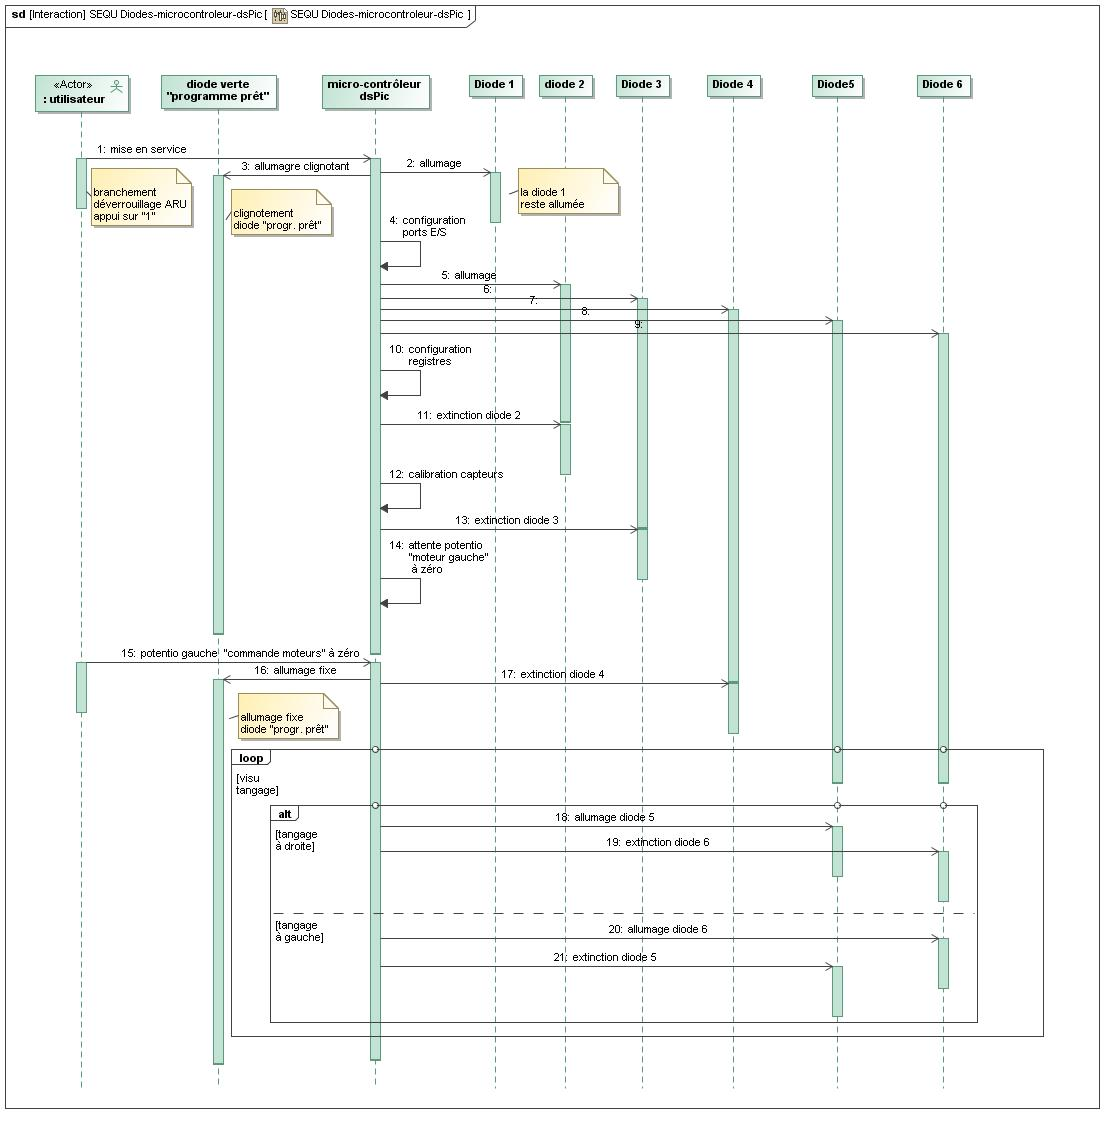 sd [Interaction] SEQU Diodes-microcontroleur-dsPic [ SEQU Diodes-microcontroleur-dsPic ]
«Actor»
: utilisateur
diode verte
"programme prêt"
micro-contrôleur
dsPic
Diode 1
diode 2
Diode 3
Diode 4
Diode5
Diode 6
1: mise en service
2: allumage
3: allumagre clignotant
branchement
déverrouillage ARU
appui sur "1"
la diode 1
reste allumée
clignotement
diode "progr. prêt"
4: configuration
ports E/S
5: allumage
6:
7:
8:
9:
10: configuration
registres
11: extinction diode 2
12: calibration capteurs
13: extinction diode 3
14: attente potentio
"moteur gauche"
à zéro
15: potentio gauche "commande moteurs" à zéro
16: allumage fixe
17: extinction diode 4
allumage fixe
diode "progr. prêt"
loop
[visu
tangage]
alt
[tangage
à droite]
18: allumage diode 5
19: extinction diode 6
[tangage
à gauche]
20: allumage diode 6
21: extinction diode 5